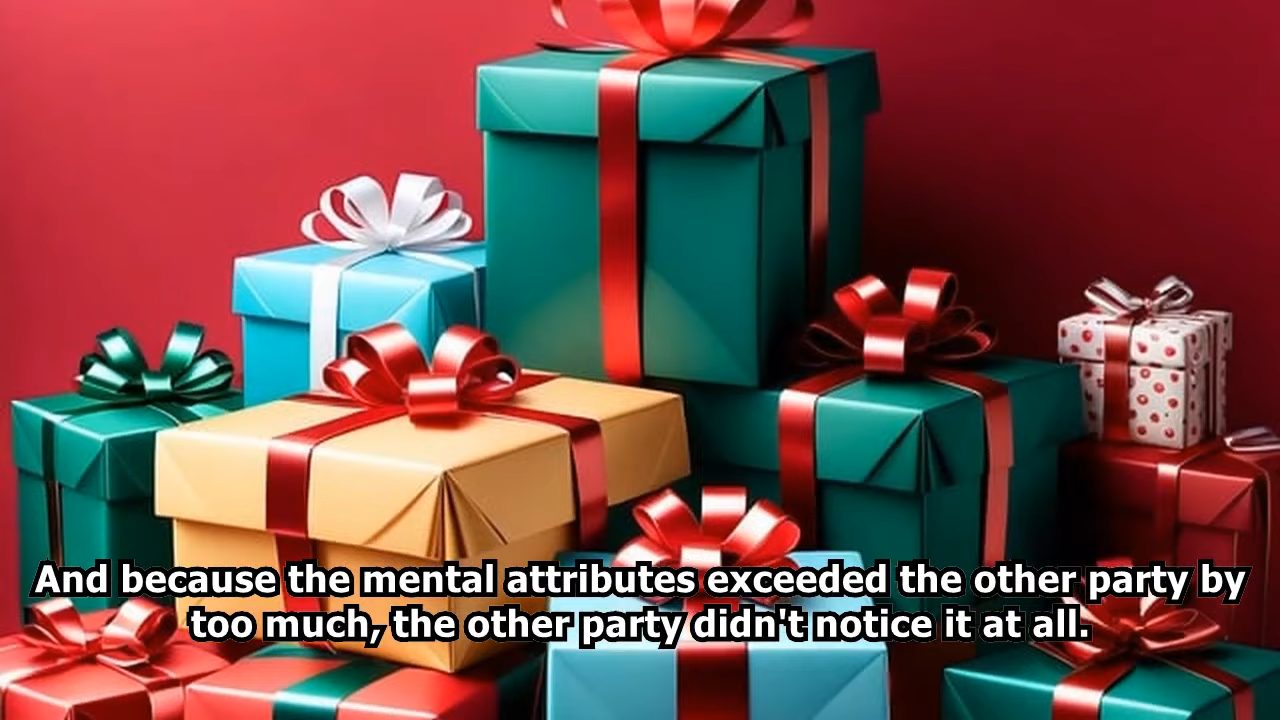 And because the mental attributes exceeded the other party by
too much, the other party didn't notice it at all.